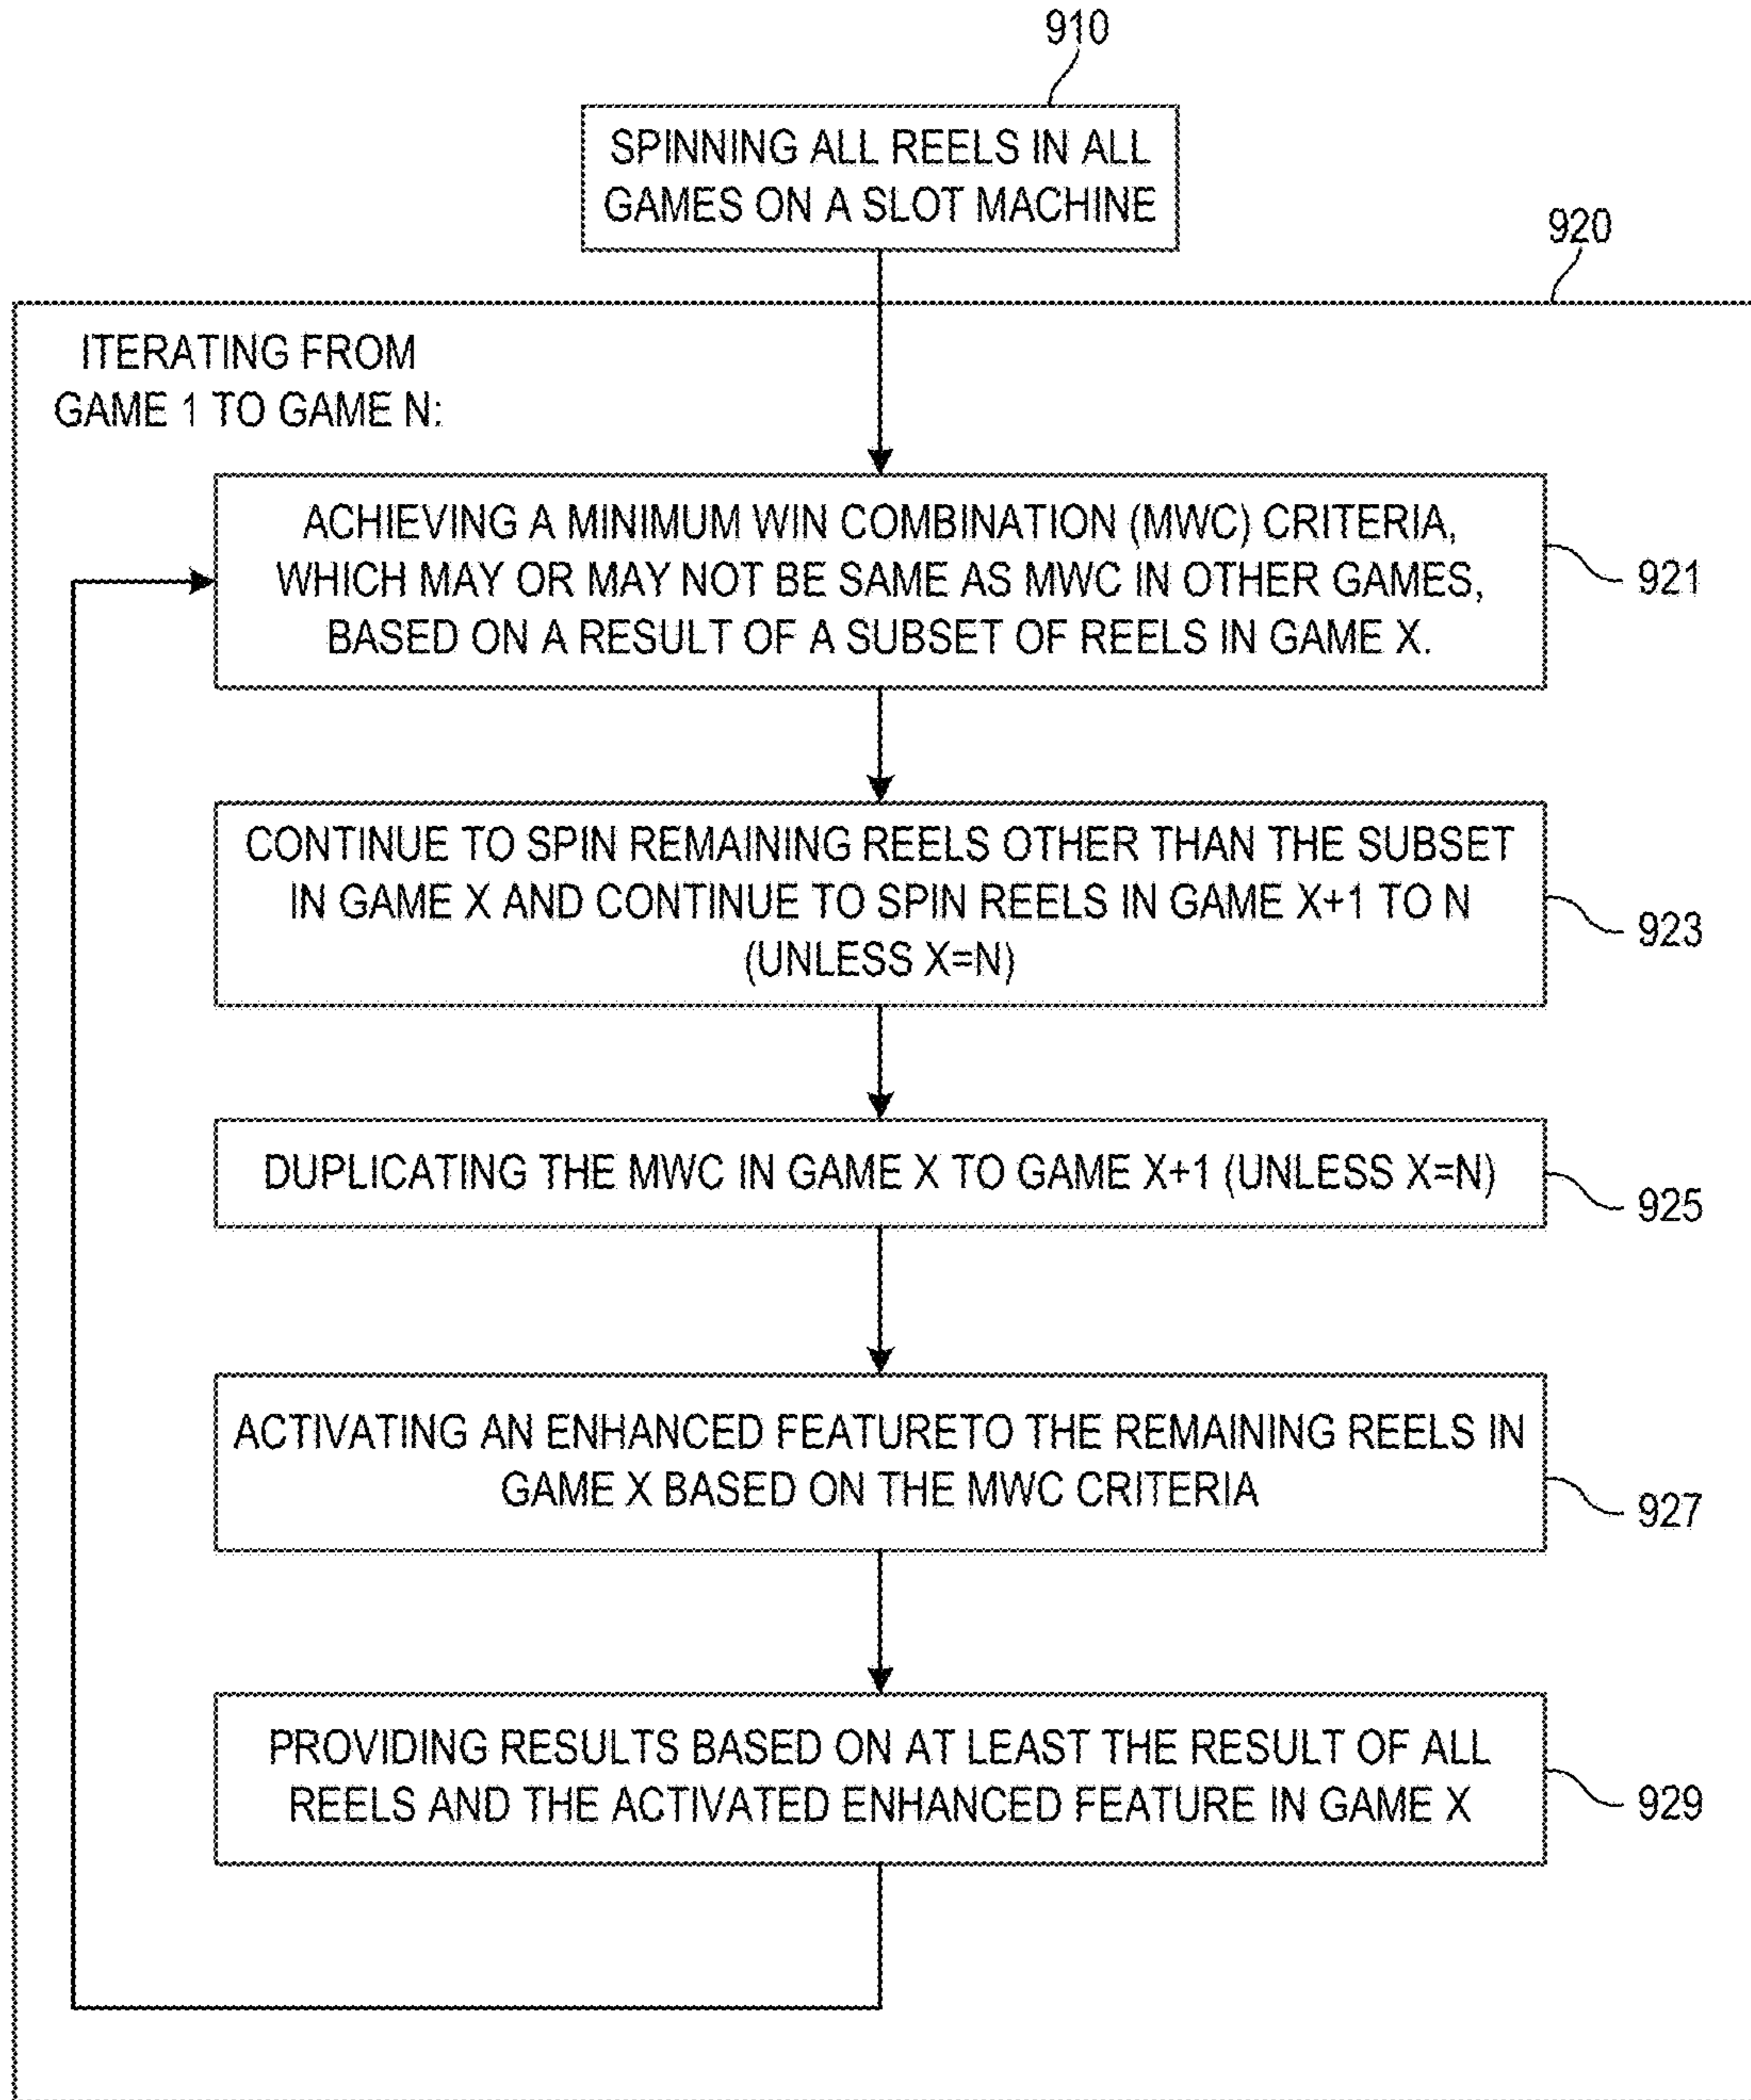 910
SPINNING ALL REELS IN ALL
GAMES ON A SLOT MACHINE
920
ITERATING FROM
GAME 1 TO GAME N:
ACHIEVING A MINIMUM WIN COMBINATION (MWC) CRITERIA,
WHICH MAY OR MAY NOT BE SAME AS MWC IN OTHER GAMES,
BASED ON A RESULT OF A SUBSET OF REELS IN GAME X.
921
CONTINUE TO SPIN REMAINING REELS OTHER THAN THE SUBSET
IN GAME X AND CONTINUE TO SPIN REELS IN GAME X+1 TO N
(UNLESS X=N)
923
DUPLICATING THE MWC IN GAME X TO GAME X+1 (UNLESS X=N)
925
ACTIVATING AN ENHANCED FEATURETO THE REMAINING REELS IN
GAME X BASED ON THE MWC CRITERIA
927
PROVIDING RESULTS BASED ON AT LEAST THE RESULT OF ALL
REELS AND THE ACTIVATED ENHANCED FEATURE IN GAME X
929